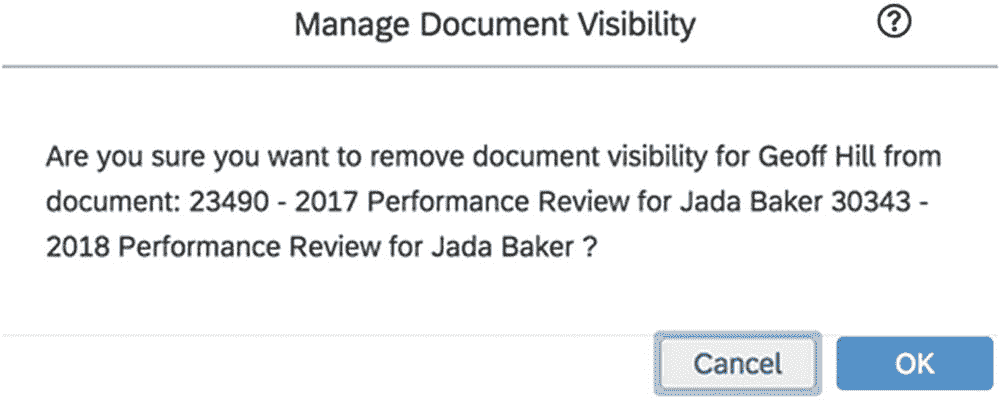 Manage Document Visibility ?
Are you sure you want to remove document visibility for Geoff Hill from
document: 23490 - 2017 Performance Review for Jada Baker 30343 -
2018 Performance Review for Jada Baker ?
Cancel OK